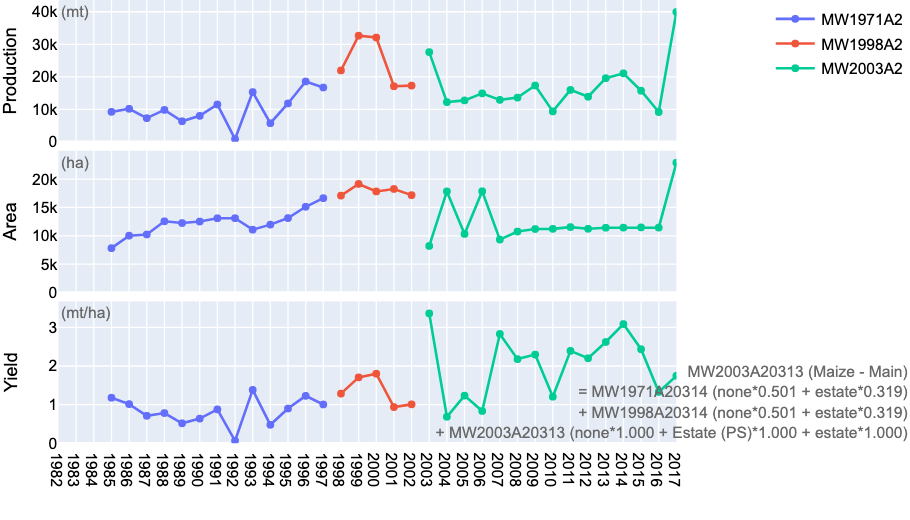 (mt)
Production
40k
30k
20k
10k
0
MW1971A2
MW1998A2
MW2003A2
(ha)
Area
20k
15k
10k
5k
0
(mt/ha)
Yield
3
2
1
0
MW2003A20313 (Maize - Main)
= MW1971A20314 (none*0.501 + estate*0.319)
+ MW1998A20314 (none*0.501 + estate*0.319)
+ MW2003A20313 (none*1.000 + Estate (PS)*1.000 + estate*1.000)
1982
1983
1984
1985
1986
1987
1988
1989
1990
1991
1992
1993
1994
1995
1996
1997
1998
1999
2000
2001
2002
2003
2004
2005
2006
2007
2008
2009
2010
2011
2012
2013
2014
2015
2016
2017